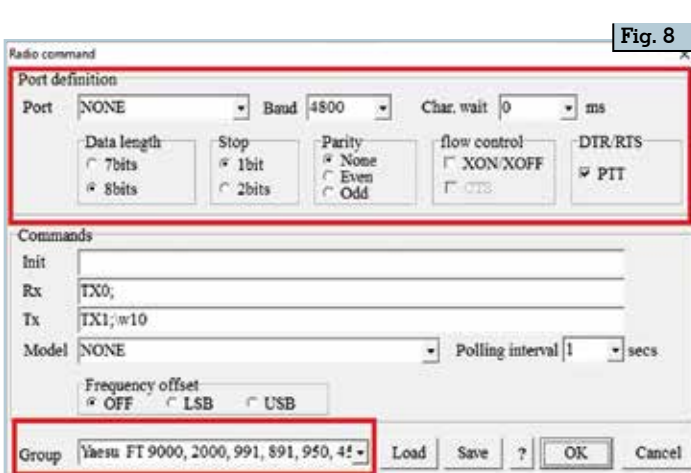 Fig. 8
Radio command
Port definition
Port NONE Baud 4800 Char. wait 0 ms
Data length Stop Parity flow control DTR/RTS
7bits 1bit None XON/XOFF PTT
8bits 2bits Even CTS
Odd
Commands
Init
Rx TX0;
Tx TX1;\w10
Model NONE Polling interval 1 secs
Frequency offset
OFF LSB USB
Group Yaesu FT 9000, 2000, 991, 891, 950, Load Save ? OK Cancel